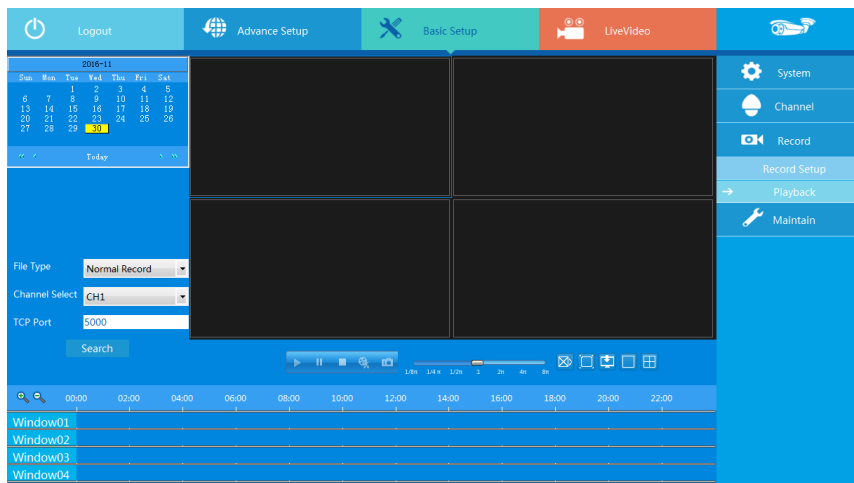 Logout Advance Setup Basic Setup LiveVideo
2016-11
Sun Mon Tue Wed Thu Fri Sat
1 2 3 4 5
6 7 8 9 10 11 12
13 14 15 16 17 18 19
20 21 22 23 24 25 26
27 28 29 30
Today
System
Channel
Record
Record Setup
Playback
Maintain
File Type Normal Record
Channel Select CH1
TCP Port 5000
Search
1/8x 1/4x 1/2x 1 2x 4x 8x
00:00 02:00 04:00 06:00 08:00 10:00 12:00 14:00 16:00 18:00 20:00 22:00
Window01
Window02
Window03
Window04